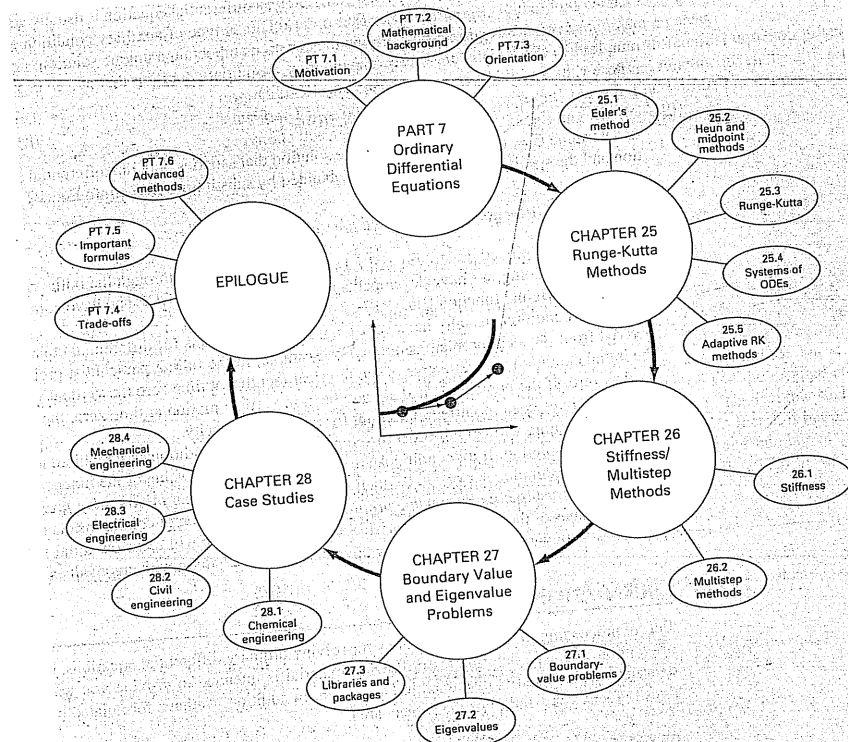 PT 7.1
Motivation
PT 7.2
Mathematical
background
PT 7.3
Orientation
PART 7
Ordinary
Differential
Equations
25.1
Euler's
method
25.2
Heun and
midpoint
methods
25.3
Runge-Kutta
25.4
Systems of
ODEs
25.5
Adaptive RK
methods
CHAPTER 25
Runge-Kutta
Methods
CHAPTER 26
Stiffness/
Multistep
Methods
26.1
Stiffness
26.2
Multistep
methods
CHAPTER 27
Boundary Value
and Eigenvalue
Problems
27.1
Boundary-
value problems
27.2
Eigenvalues
27.3
Libraries and
packages
CHAPTER 28
Case Studies
28.1
Chemical
engineering
28.2
Civil
engineering
28.3
Electrical
engineering
28.4
Mechanical
engineering
EPILOGUE
PT 7.4
Trade-offs
PT 7.5
Important
formulas
PT 7.6
Advanced
methods